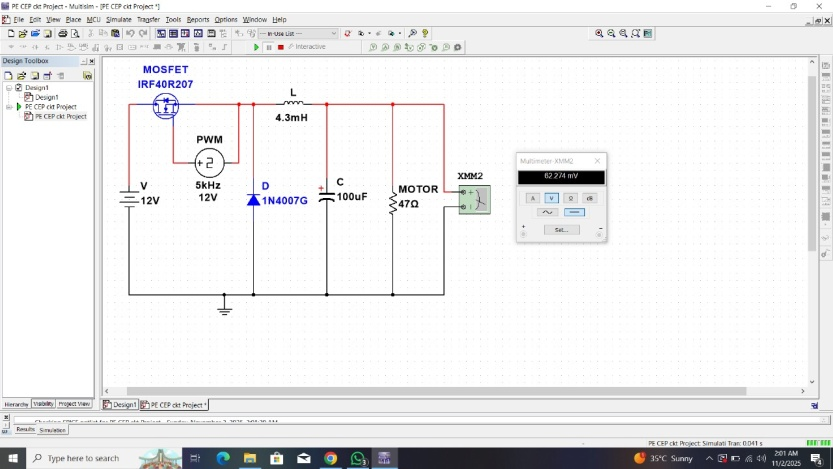 PE CEP ckt Project - Multisim - [PE CEP ckt Project *]
File Edit View Place MCU Simulate Transfer Tools Reports Options Window Help
--- In-Use List ---
Interactive
Design Toolbox
Design1
Design1
PE CEP ckt Project
PE CEP ckt Project
MOSFET
IRF40R207
L
4.3mH
PWM
5kHz
12V
V
12V
D
1N4007G
C
100uF
MOTOR
47Ω
XMM2
Multimeter-XMM2
62.274 mV
A V Ω dB
Set...
+ -
Hierarchy Visibility Project View
Design1 PE CEP ckt Project *
Results Simulation
PE CEP ckt Project: Simulati Tran: 0.041 s
Type here to search
35°C Sunny
2:01 AM
11/2/2025